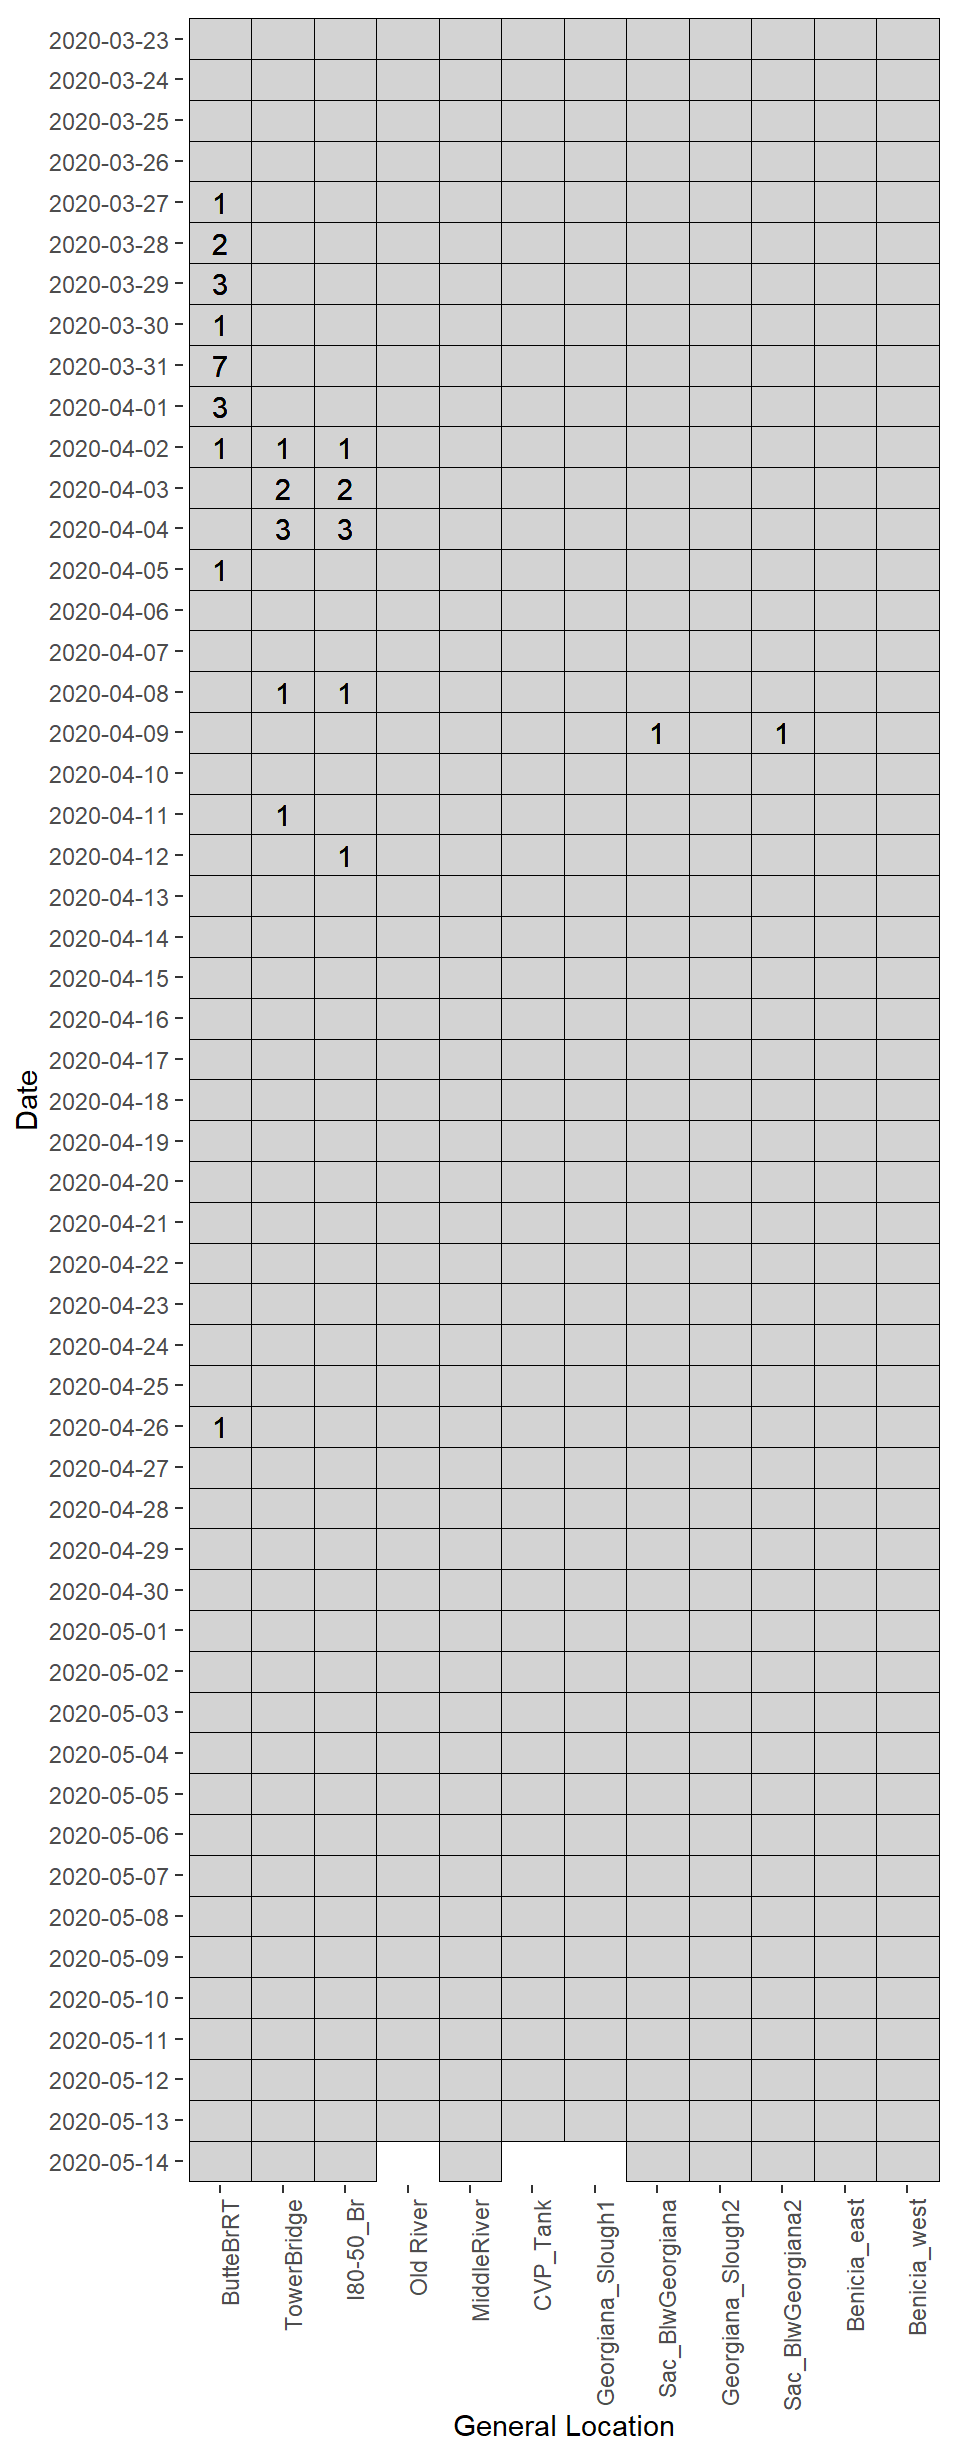 2020-03-23
2020-03-24
2020-03-25
2020-03-26
2020-03-27 1
2020-03-28 2
2020-03-29 3
2020-03-30 1
2020-03-31 7
2020-04-01 3
2020-04-02 1 1 1
2020-04-03 2 2
2020-04-04 3 3
2020-04-05 1
2020-04-06
2020-04-07
2020-04-08 1 1
2020-04-09 1 1
2020-04-10
2020-04-11 1
2020-04-12 1
2020-04-13
2020-04-14
2020-04-15
2020-04-16
2020-04-17
2020-04-18
2020-04-19
2020-04-20
2020-04-21
2020-04-22
2020-04-23
2020-04-24
2020-04-25
2020-04-26 1
2020-04-27
2020-04-28
2020-04-29
2020-04-30
2020-05-01
2020-05-02
2020-05-03
2020-05-04
2020-05-05
2020-05-06
2020-05-07
2020-05-08
2020-05-09
2020-05-10
2020-05-11
2020-05-12
2020-05-13
2020-05-14
Date
ButteBrRT
TowerBridge
I80-50_Br
Old River
MiddleRiver
CVP_Tank
Georgiana_Slough1
Sac_BlwGeorgiana
Georgiana_Slough2
Sac_BlwGeorgiana2
Benicia_east
Benicia_west
General Location